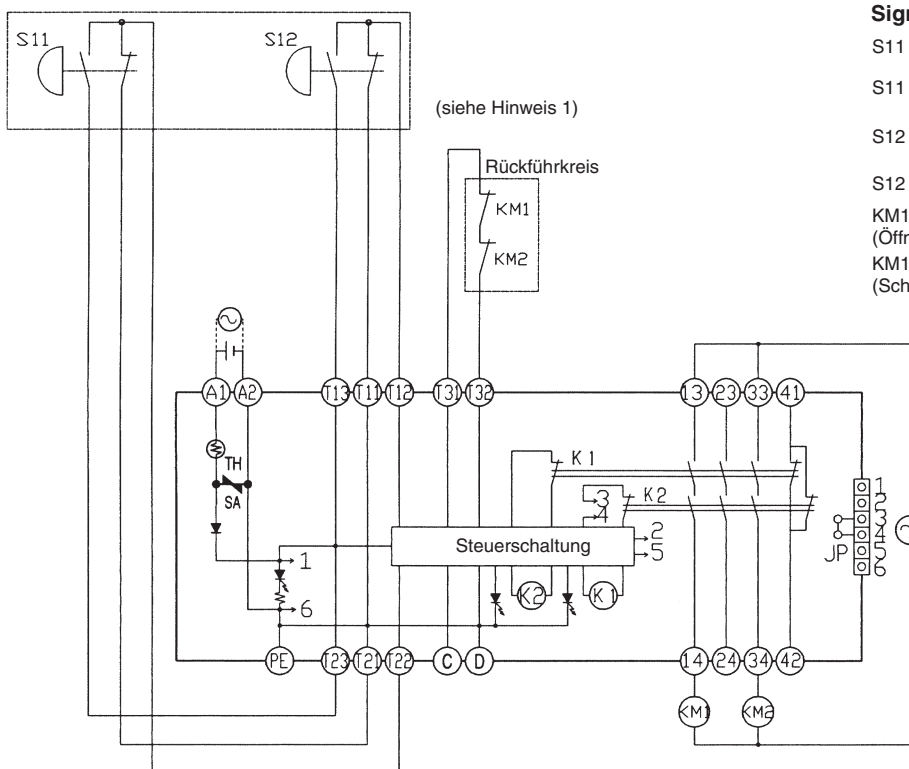 S11
S12
(siehe Hinweis 1)
Rückführkreis
KM1
KM2
Sign
S11
S11
S12
S12
KM1
(Öffn
KM1
(Sch
A1 A2 T13 T11 T12 T31 T32 13 23 33 41
TH
SA
K1
K2
3
4
Steuerschaltung
2
5
1
6
K2
K1
JP
1
2
3
4
5
6
PE T23 T21 T22 C D 14 24 34 42
KM1
KM2